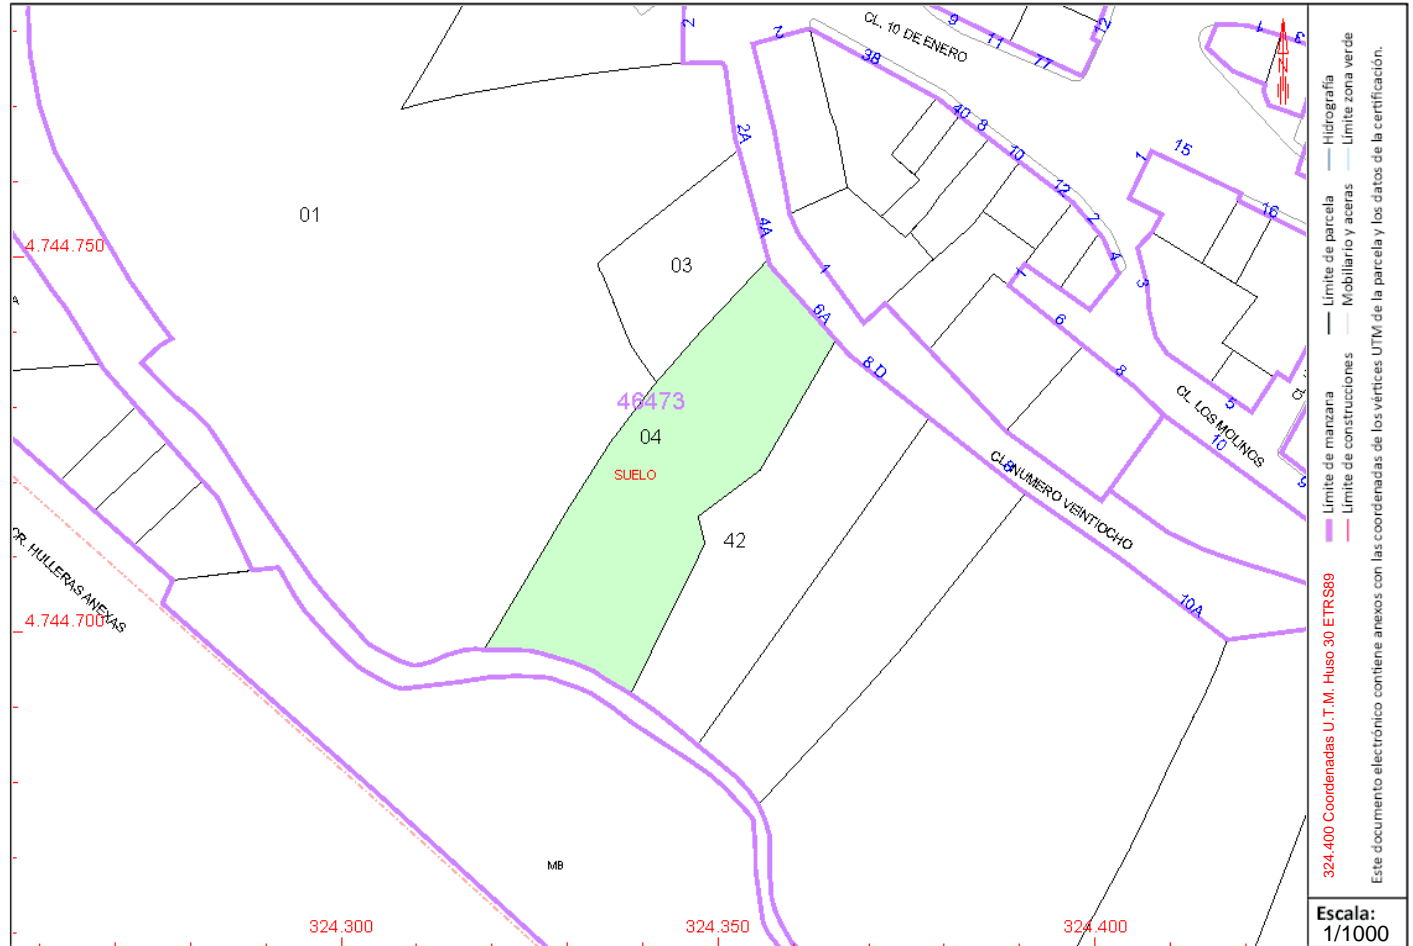 2
2
CL. 10 DE ENERO
9
11
77
12
1
3
N
38
2A
40
8
10
12
2
4
15
1
16
01
4A
4.744.750
03
1
1
3
A
6A
6
8 D
8
46473
04
SUELO
5
CL. LOS MOLINOS
10
9
8
CL. NUMERO VEINTIOCHO
42
CR. HULLERAS ANEXAS
4.744.700
10A
MB
324.300
324.350
324.400
Límite de manzana
Límite de parcela
Hidrografía
Límite de construcciones
Mobiliario y aceras
Límite zona verde
324.400 Coordenadas U.T.M. Huso 30 ETRS89
Este documento electrónico contiene anexos con las coordenadas de los vértices UTM de la parcela y los datos de la certificación.
Escala:
1/1000